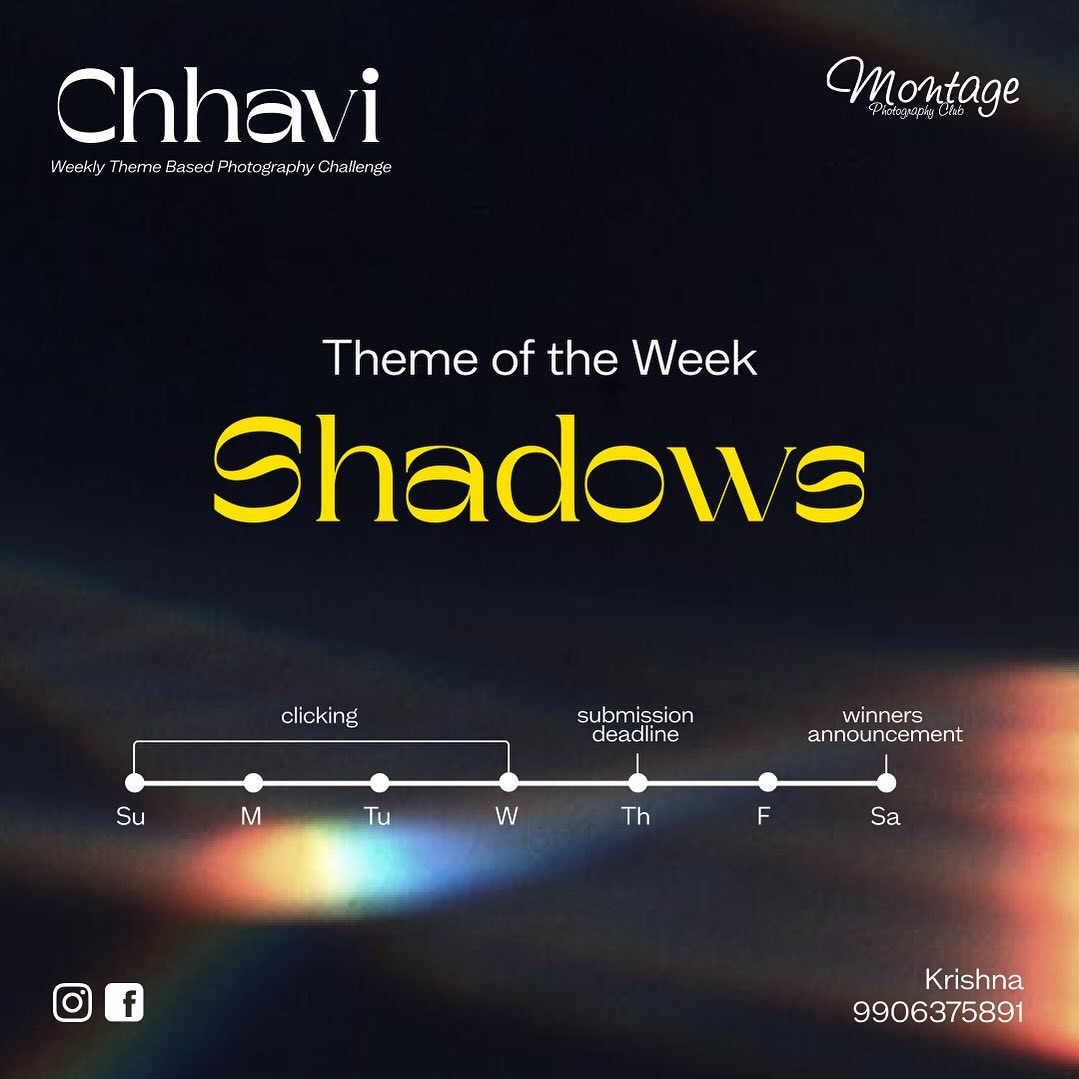 Chhavi
Weekly Theme Based Photography Challenge
Montage
Photography Club
Theme of the Week
Shadows
clicking
submission
deadline
winners
announcement
Su M Tu W Th F Sa
Krishna
9906375891